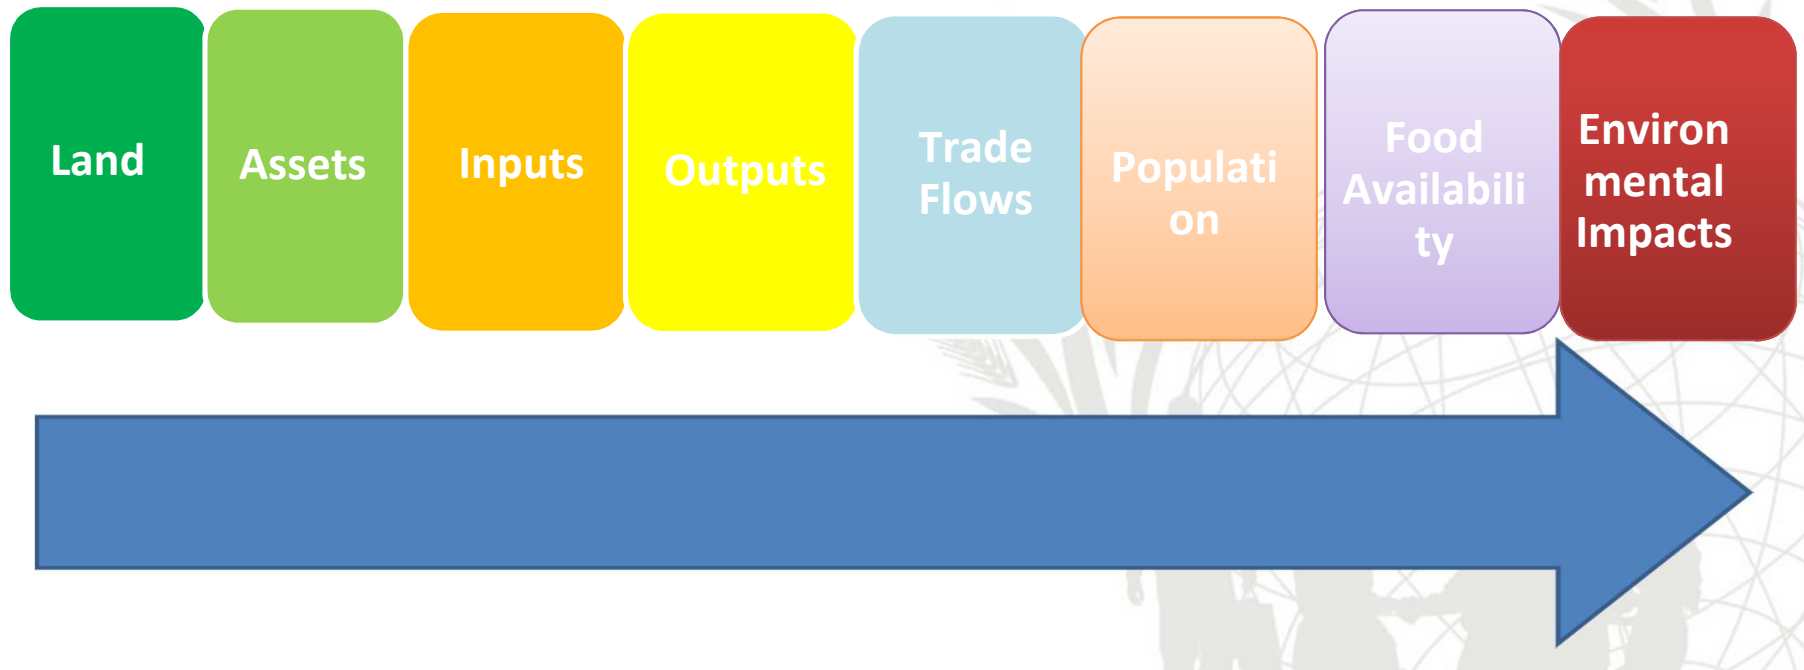 Land
Assets
Inputs
Outputs
Trade
Flows
Populati
on
Food
Availabili
ty
Environ
mental
Impacts